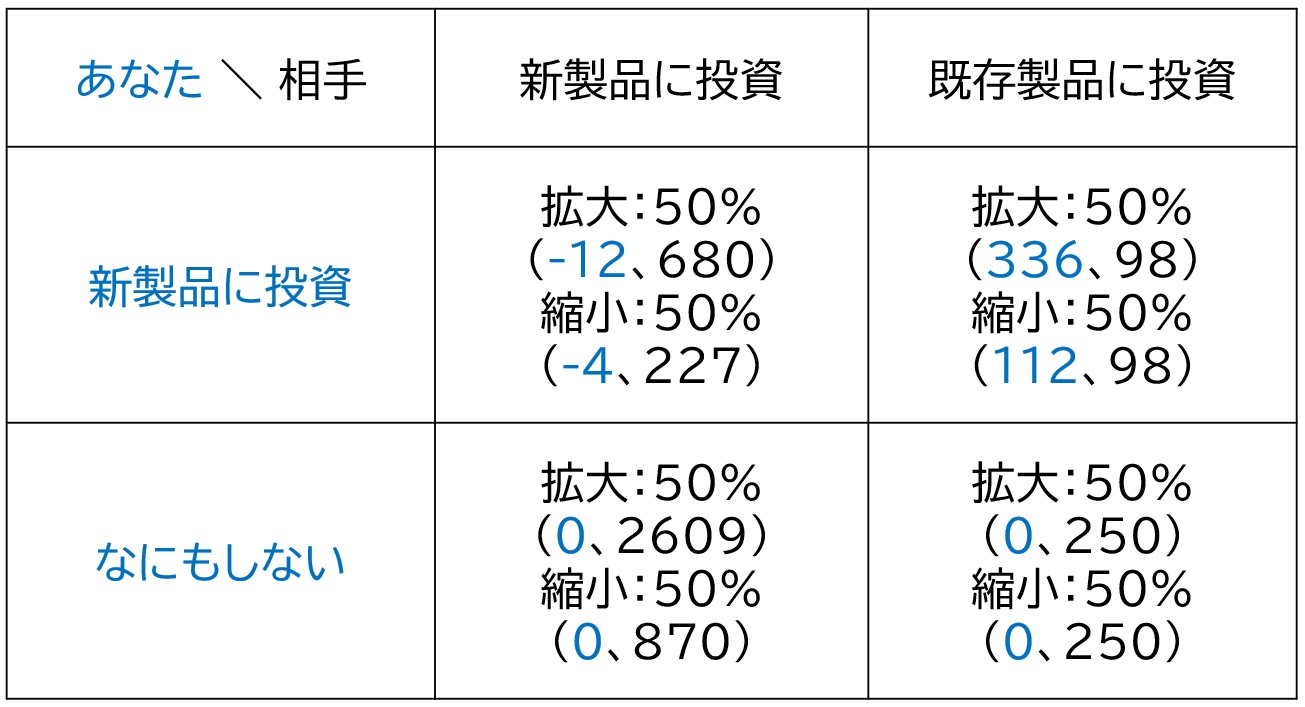 あなた ＼ 相手
新製品に投資
既存製品に投資
新製品に投資
拡大：50%
（-12、680）
縮小：50%
（-4、227）
拡大：50%
（336、98）
縮小：50%
（112、98）
なにもしない
拡大：50%
（0、2609）
縮小：50%
（0、870）
拡大：50%
（0、250）
縮小：50%
（0、250）